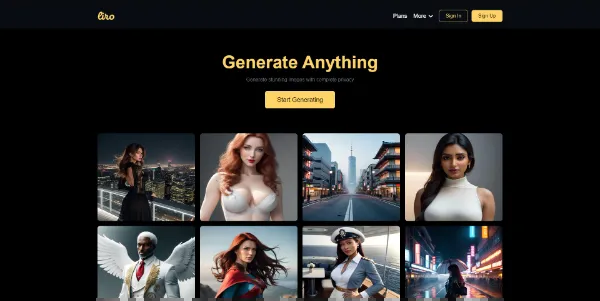 liro
Plans More Sign In Sign Up
Generate Anything
Generate stunning images with complete privacy
Start Generating